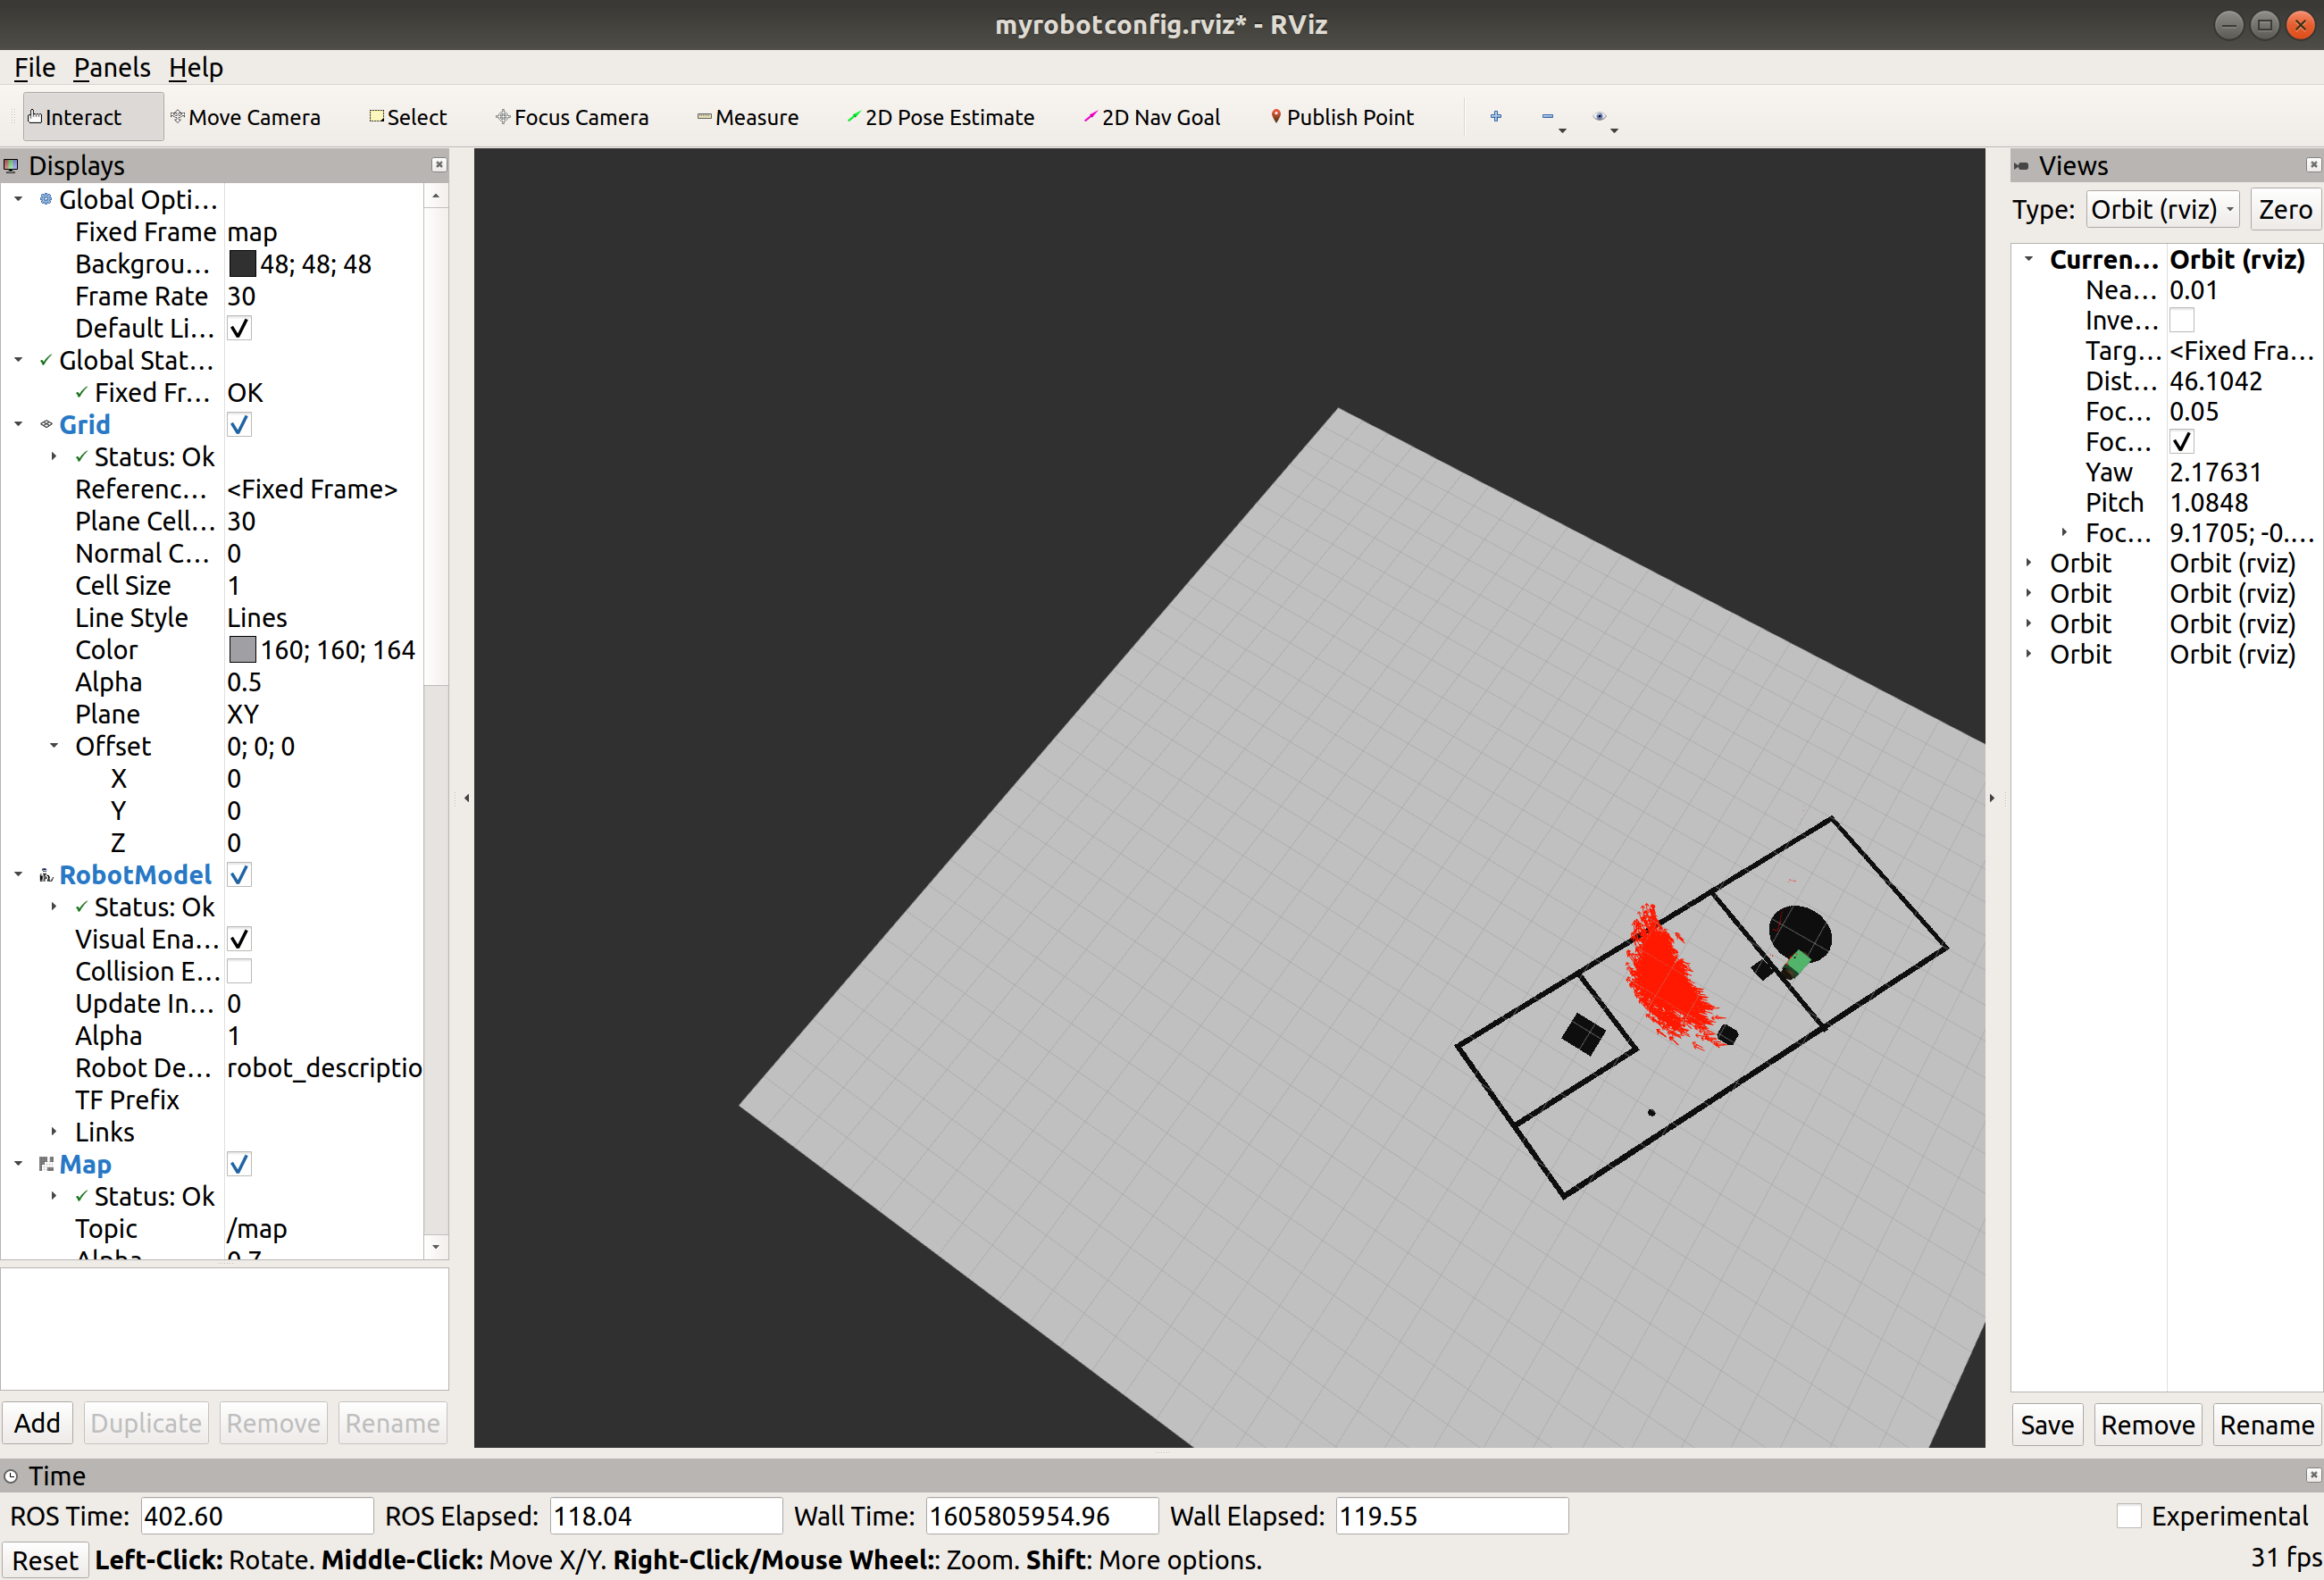 myrobotconfig.rviz* - RViz
File Panels Help
Interact Move Camera Select Focus Camera Measure 2D Pose Estimate 2D Nav Goal Publish Point
Displays
Global Opti...
Fixed Frame map
Backgrou... 48; 48; 48
Frame Rate 30
Default Li...
Global Stat...
Fixed Fr... OK
Grid
Status: Ok
Referenc... <Fixed Frame>
Plane Cell... 30
Normal C... 0
Cell Size 1
Line Style Lines
Color 160; 160; 164
Alpha 0.5
Plane XY
Offset 0; 0; 0
X 0
Y 0
Z 0
RobotModel
Status: Ok
Visual Ena...
Collision E...
Update In... 0
Alpha 1
Robot De... robot_descriptio
TF Prefix
Links
Map
Status: Ok
Topic /map
Alpha 0.7
Add Duplicate Remove Rename
Views
Type: Orbit (rviz) Zero
Curren... Orbit (rviz)
Nea... 0.01
Inve...
Targ... <Fixed Fra...
Dist... 46.1042
Foc... 0.05
Foc...
Yaw 2.17631
Pitch 1.0848
Foc... 9.1705; -0....
Orbit Orbit (rviz)
Orbit Orbit (rviz)
Orbit Orbit (rviz)
Orbit Orbit (rviz)
Save Remove Rename
Time
ROS Time: 402.60 ROS Elapsed: 118.04 Wall Time: 1605805954.96 Wall Elapsed: 119.55 Experimental
Reset Left-Click: Rotate. Middle-Click: Move X/Y. Right-Click/Mouse Wheel:: Zoom. Shift: More options. 31 fps